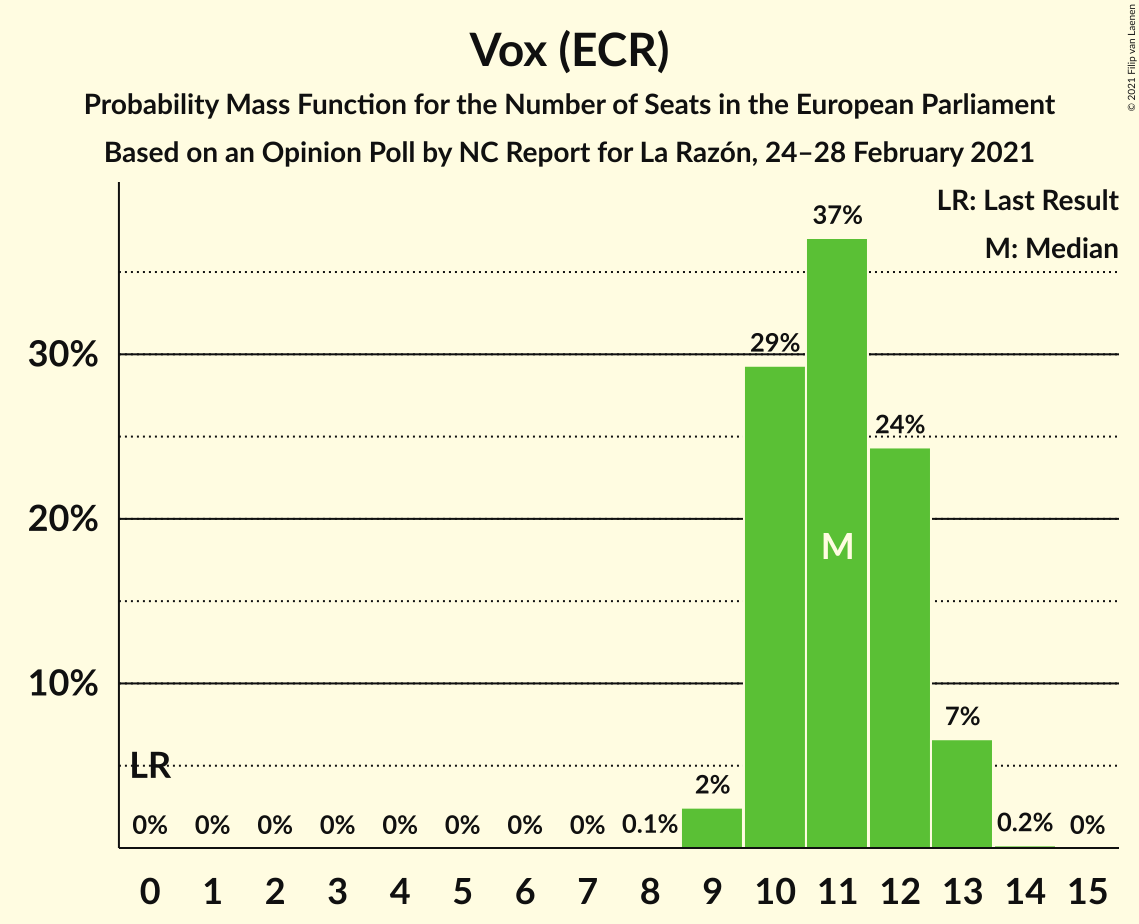 Vox (ECR)
Probability Mass Function for the Number of Seats in the European Parliament
Based on an Opinion Poll by NC Report for La Razón, 24–28 February 2021
© 2021 Filip van Laenen
LR: Last Result
M: Median
37%
29%
30%
24%
20%
M
10%
7%
LR
2%
0% 0% 0% 0% 0% 0% 0% 0% 0.1% 0.2% 0%
0 1 2 3 4 5 6 7 8 9 10 11 12 13 14 15